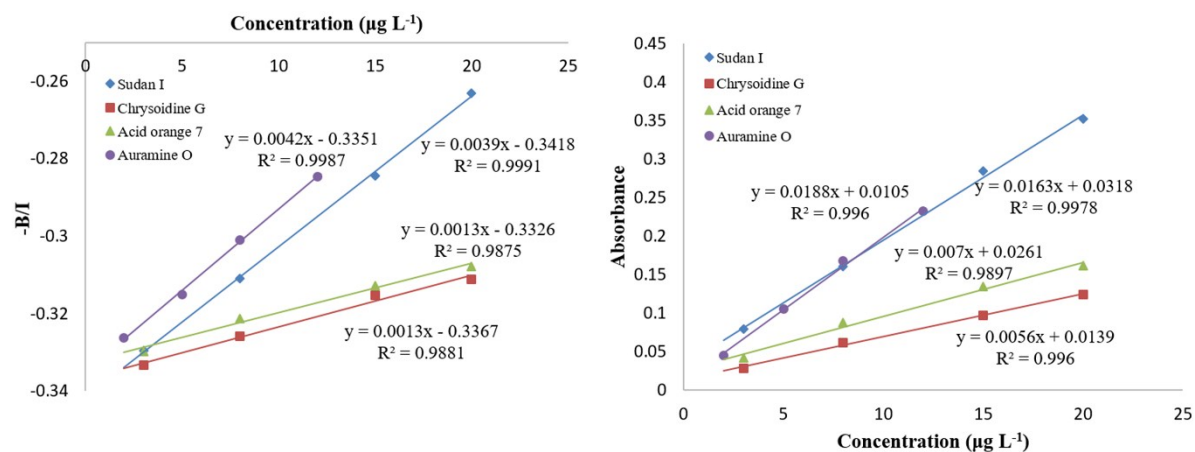 Concentration (µg L⁻¹)
0 5 10 15 20 25
-0.26
-0.28
-0.3
-0.32
-0.34
-B/I
Sudan I
Chrysoidine G
Acid orange 7
Auramine O
y = 0.0042x - 0.3351
R² = 0.9987
y = 0.0039x - 0.3418
R² = 0.9991
y = 0.0013x - 0.3326
R² = 0.9875
y = 0.0013x - 0.3367
R² = 0.9881
0.45
0.4
0.35
0.3
0.25
0.2
0.15
0.1
0.05
0
Absorbance
Sudan I
Chrysoidine G
Acid orange 7
Auramine O
y = 0.0188x + 0.0105
R² = 0.996
y = 0.0163x + 0.0318
R² = 0.9978
y = 0.007x + 0.0261
R² = 0.9897
y = 0.0056x + 0.0139
R² = 0.996
0 5 10 15 20 25
Concentration (µg L⁻¹)